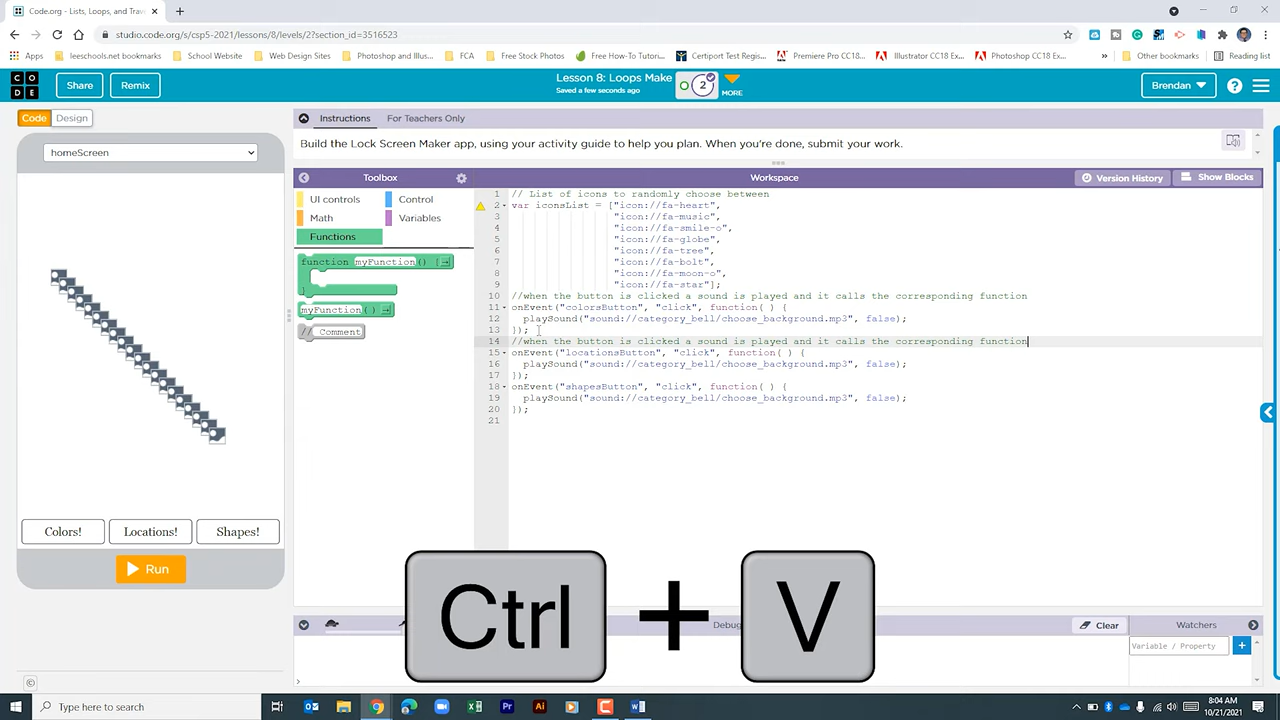 Code.org - Lists, Loops, and Trav
studio.code.org/s/csp5-2021/lessons/8/levels/2?section_id=3516523
Apps
leeschools.net bookmarks
School Website
Web Design Sites
Photoshop and Illus...
FCA
Free Stock Photos
Awesome Free Tutori...
Certiport Test Regis...
Premiere Pro CC18...
Illustrator CC18 Ex...
Photoshop CC18 Ex...
Other bookmarks
Reading list
CO
DE
Share
Remix
Lesson 8: Loops Make
Saved a few seconds ago
2
MORE
Brendan
Code
Design
Instructions
For Teachers Only
homeScreen
Build the Lock Screen Maker app, using your activity guide to help you plan. When you're done, submit your work.
Toolbox
Workspace
Version History
Show Blocks
UI controls
Control
Math
Variables
Functions
function myFunction() {
}
myFunction()
// Comment
1 // List of icons to randomly choose between
2 var iconsList = ["icon://fa-heart",
3 "icon://fa-music",
4 "icon://fa-smile-o",
5 "icon://fa-globe",
6 "icon://fa-tree",
7 "icon://fa-bolt",
8 "icon://fa-moon-o",
9 "icon://fa-star"];
10 //when the button is clicked a sound is played and it calls the corresponding function
11 onEvent("colorsButton", "click", function( ) {
12 playSound("sound://category_bell/choose_background.mp3", false);
13 });
14 //when the button is clicked a sound is played and it calls the corresponding function
15 onEvent("locationsButton", "click", function( ) {
16 playSound("sound://category_bell/choose_background.mp3", false);
17 });
18 onEvent("shapesButton", "click", function( ) {
19 playSound("sound://category_bell/choose_background.mp3", false);
20 });
21
Colors!
Locations!
Shapes!
Run
Ctrl + V
Debug
Clear
Watchers
Variable / Property
Type here to search
8:04 AM
10/21/2021